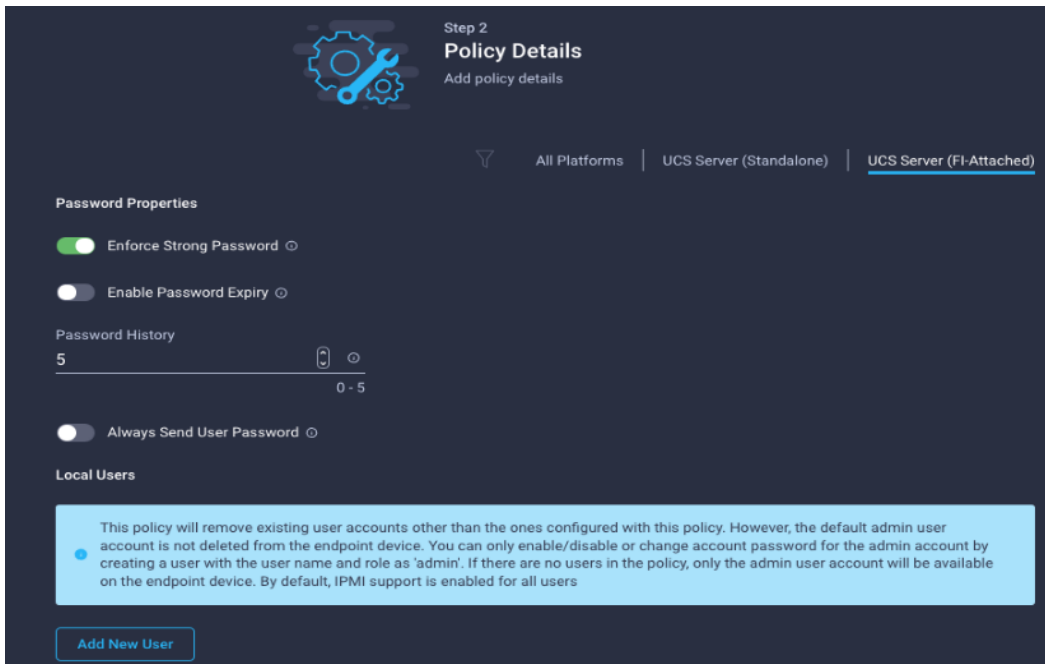 Step 2
Policy Details
Add policy details
All Platforms | UCS Server (Standalone) | UCS Server (FI-Attached)
Password Properties
Enforce Strong Password
Enable Password Expiry
Password History
5
0 - 5
Always Send User Password
Local Users
This policy will remove existing user accounts other than the ones configured with this policy. However, the default admin user
account is not deleted from the endpoint device. You can only enable/disable or change account password for the admin account by
creating a user with the user name and role as 'admin'. If there are no users in the policy, only the admin user account will be available
on the endpoint device. By default, IPMI support is enabled for all users
Add New User